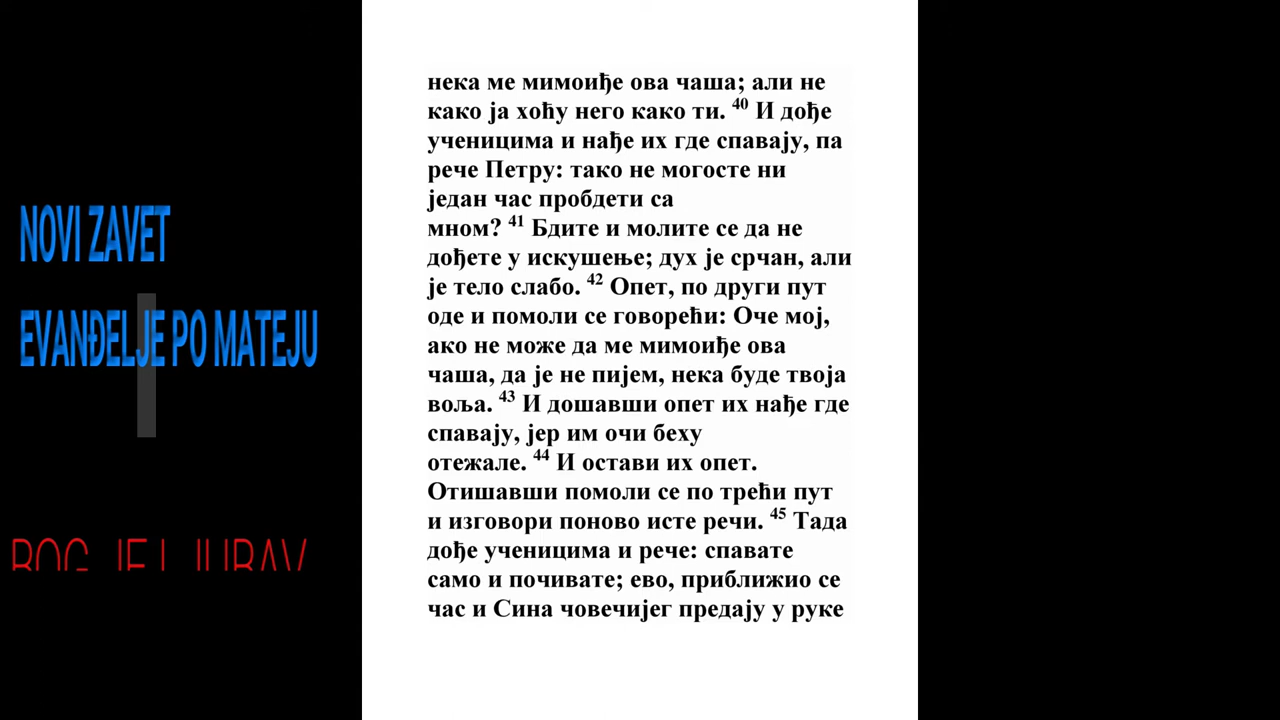 NOVI ZAVET
EVANĐELJE PO MATEJU
BOG JE LJUBAV
нека ме мимоиђе ова чаша; али не
како ја хоћу него како ти. 40 И дође
ученицима и нађе их где спавају, па
рече Петру: тако не могосте ни
један час пробдети са
мном? 41 Бдите и молите се да не
дођете у искушење; дух је срчан, али
је тело слабо. 42 Опет, по други пут
оде и помоли се говорећи: Оче мој,
ако не може да ме мимоиђе ова
чаша, да је не пијем, нека буде твоја
воља. 43 И дошавши опет их нађе где
спавају, јер им очи беху
отежале. 44 И остави их опет.
Отишавши помоли се по трећи пут
и изговори поново исте речи. 45 Тада
дође ученицима и рече: спавате
само и почивате; ево, приближио се
час и Сина човечијег предају у руке